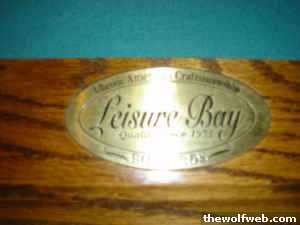 Classic American Craftsmanship
Leisure Bay
Quality Since
thewolfweb.com